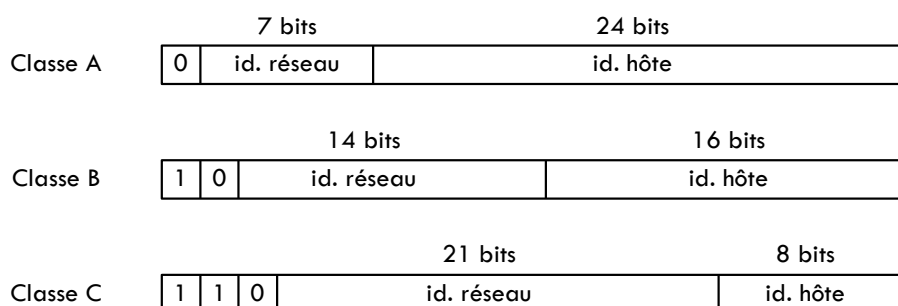 7 bits 24 bits
Classe A 0 id. réseau id. hôte
14 bits 16 bits
Classe B 1 0 id. réseau id. hôte
21 bits 8 bits
Classe C 1 1 0 id. réseau id. hôte